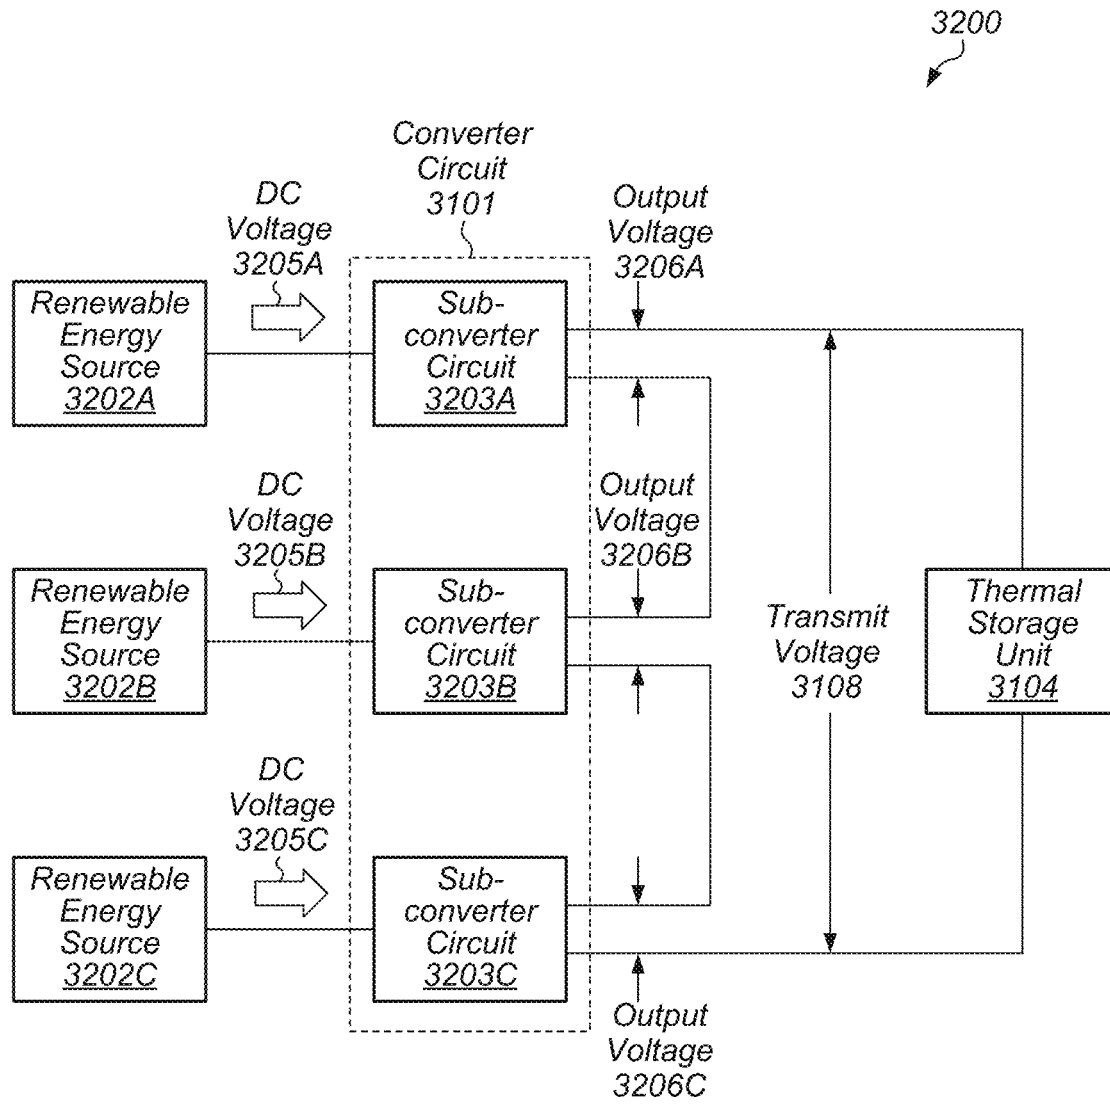 3200
Converter
Circuit
3101
DC
Voltage
3205A
Output
Voltage
3206A
Renewable
Energy
Source
3202A
Sub-
converter
Circuit
3203A
DC
Voltage
3205B
Output
Voltage
3206B
Renewable
Energy
Source
3202B
Sub-
converter
Circuit
3203B
Transmit
Voltage
3108
Thermal
Storage
Unit
3104
DC
Voltage
3205C
Renewable
Energy
Source
3202C
Sub-
converter
Circuit
3203C
Output
Voltage
3206C